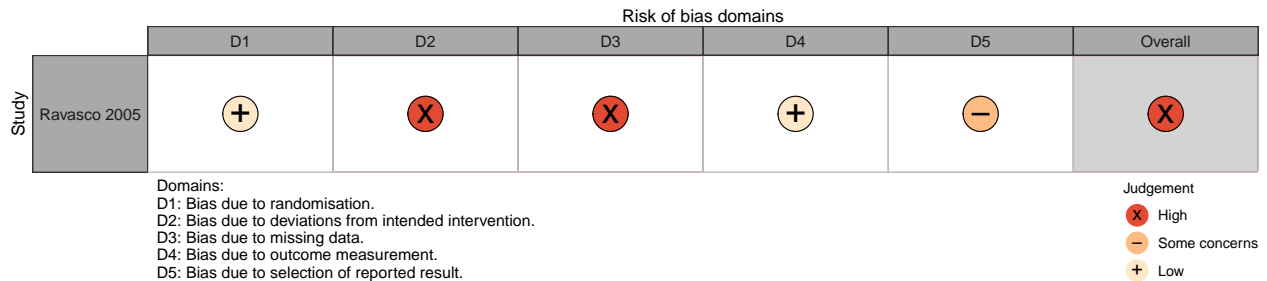 Risk of bias domains
D1 D2 D3 D4 D5 Overall
Study
Ravasco 2005 + X X + − X
Domains:
D1: Bias due to randomisation.
D2: Bias due to deviations from intended intervention.
D3: Bias due to missing data.
D4: Bias due to outcome measurement.
D5: Bias due to selection of reported result.
Judgement
X High
− Some concerns
+ Low